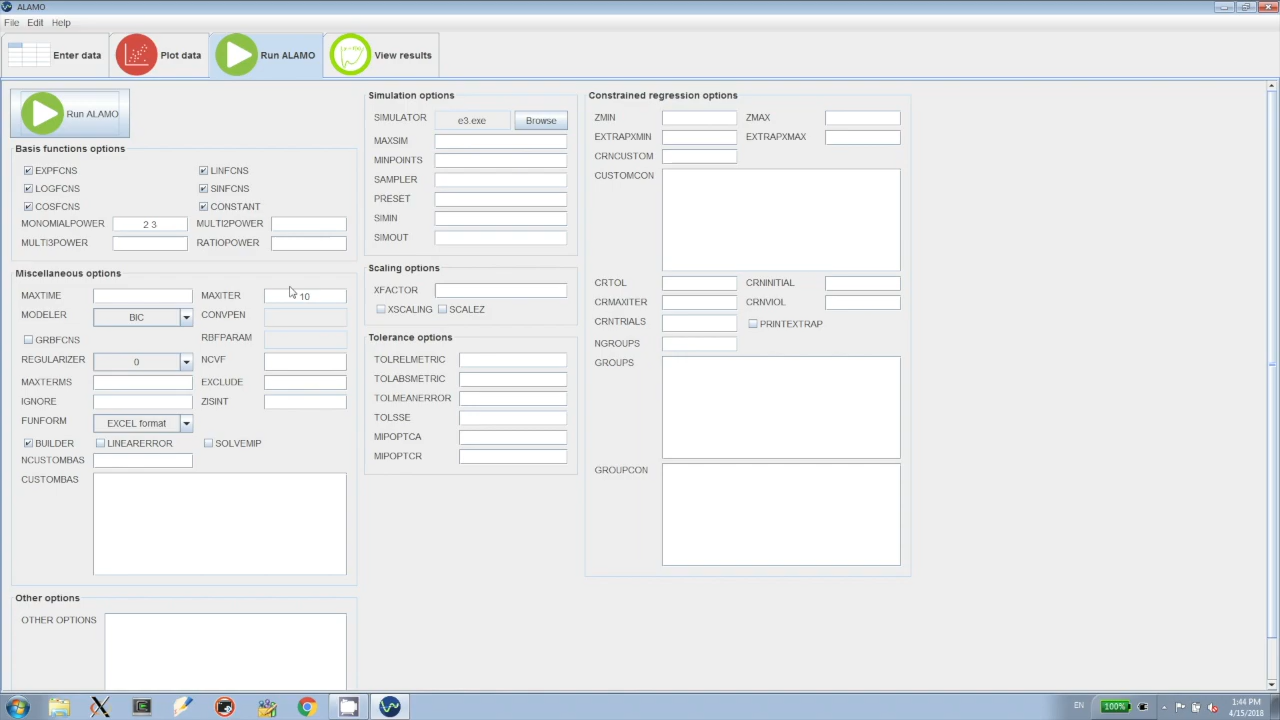 ALAMO
File Edit Help
Enter data Plot data Run ALAMO View results
Run ALAMO
Basis functions options
EXPFCNS LINFCNS
LOGFCNS SINFCNS
COSFCNS CONSTANT
MONOMIALPOWER 2 3 MULTI2POWER
MULTI3POWER RATIOPOWER
Miscellaneous options
MAXTIME MAXITER 10
MODELER BIC CONVPEN
GRBFCNS RBFPARAM
REGULARIZER 0 NCVF
MAXTERMS EXCLUDE
IGNORE ZISINT
FUNFORM EXCEL format
BUILDER LINEARERROR SOLVEMIP
NCUSTOMBAS
CUSTOMBAS
Other options
OTHER OPTIONS
Simulation options
SIMULATOR e3.exe Browse
MAXSIM
MINPOINTS
SAMPLER
PRESET
SIMIN
SIMOUT
Scaling options
XFACTOR
XSCALING SCALEZ
Tolerance options
TOLRELMETRIC
TOLABSMETRIC
TOLMEANERROR
TOLSSE
MIPOPTCA
MIPOPTCR
Constrained regression options
ZMIN ZMAX
EXTRAPXMIN EXTRAPXMAX
CRNCUSTOM
CUSTOMCON
CRTOL CRNINITIAL
CRMAXITER CRNVIOL
CRNTRIALS PRINTEXTRAP
NGROUPS
GROUPS
GROUPCON
EN 100% 1:44 PM
4/15/2018